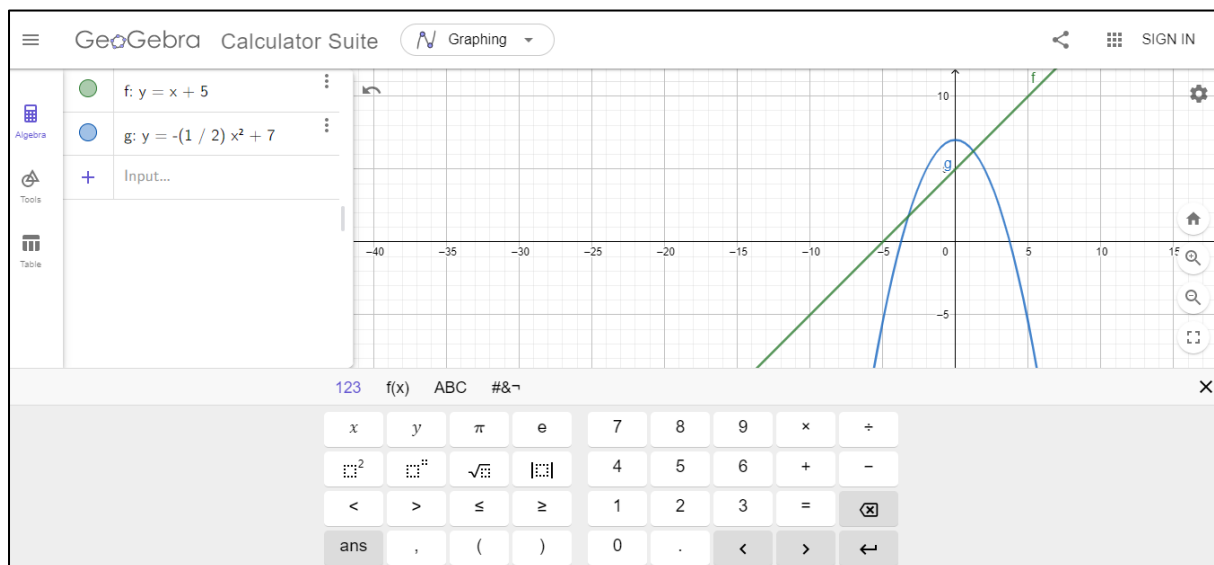 GeoGebra Calculator Suite Graphing SIGN IN
f: y = x + 5
g: y = -(1 / 2) x² + 7
Input...
Algebra
Tools
Table
f
g
10
5
−40 −35 −30 −25 −20 −15 −10 −5 0 5 10 15
−5
123 f(x) ABC #&¬
x y π e 7 8 9 × ÷
2 √ 4 5 6 + −
< > ≤ ≥ 1 2 3 =
ans , ( ) 0 . < >